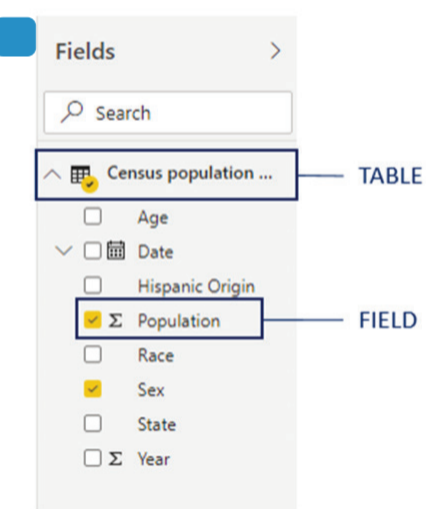 Fields
Search
Census population ...
TABLE
Age
Date
Hispanic Origin
Σ Population
FIELD
Race
Sex
State
Σ Year